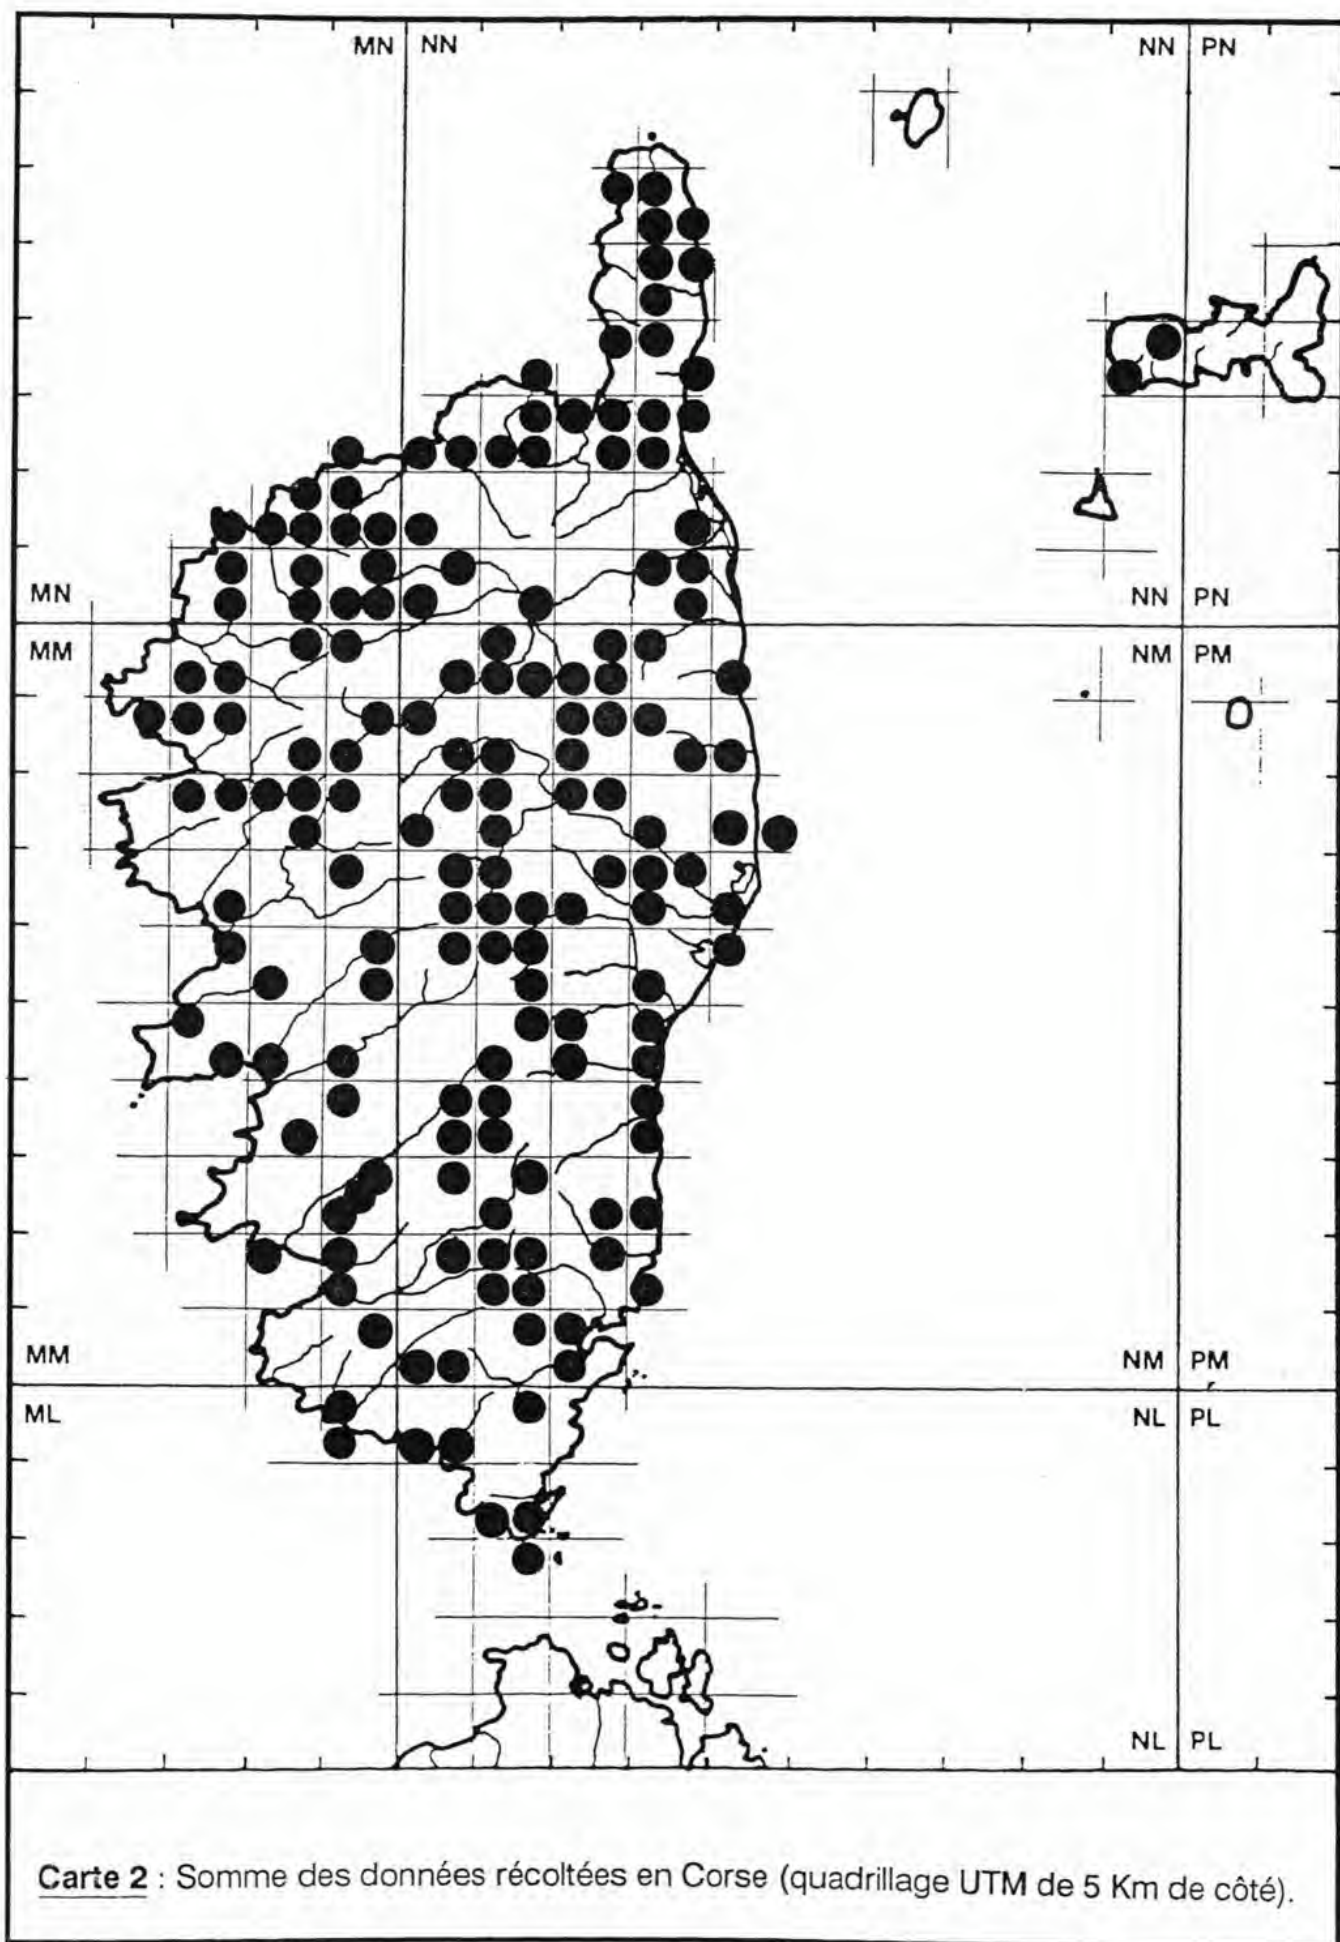 MN NN
NN PN
MN
NN PN
MM
NM PM
MM
NM PM
ML
NL PL
NL PL
Carte 2 : Somme des données récoltées en Corse (quadrillage UTM de 5 Km de côté).